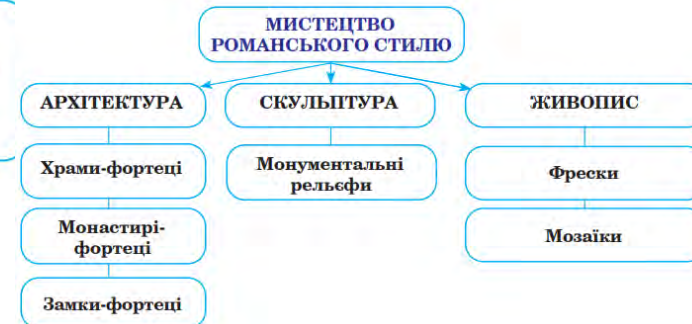 МИСТЕЦТВО
РОМАНСЬКОГО СТИЛЮ
АРХІТЕКТУРА
СКУЛЬПТУРА
ЖИВОПИС
Храми-фортеці
Монументальні
рельєфи
Фрески
Монастирі-
фортеці
Мозаїки
Замки-фортеці